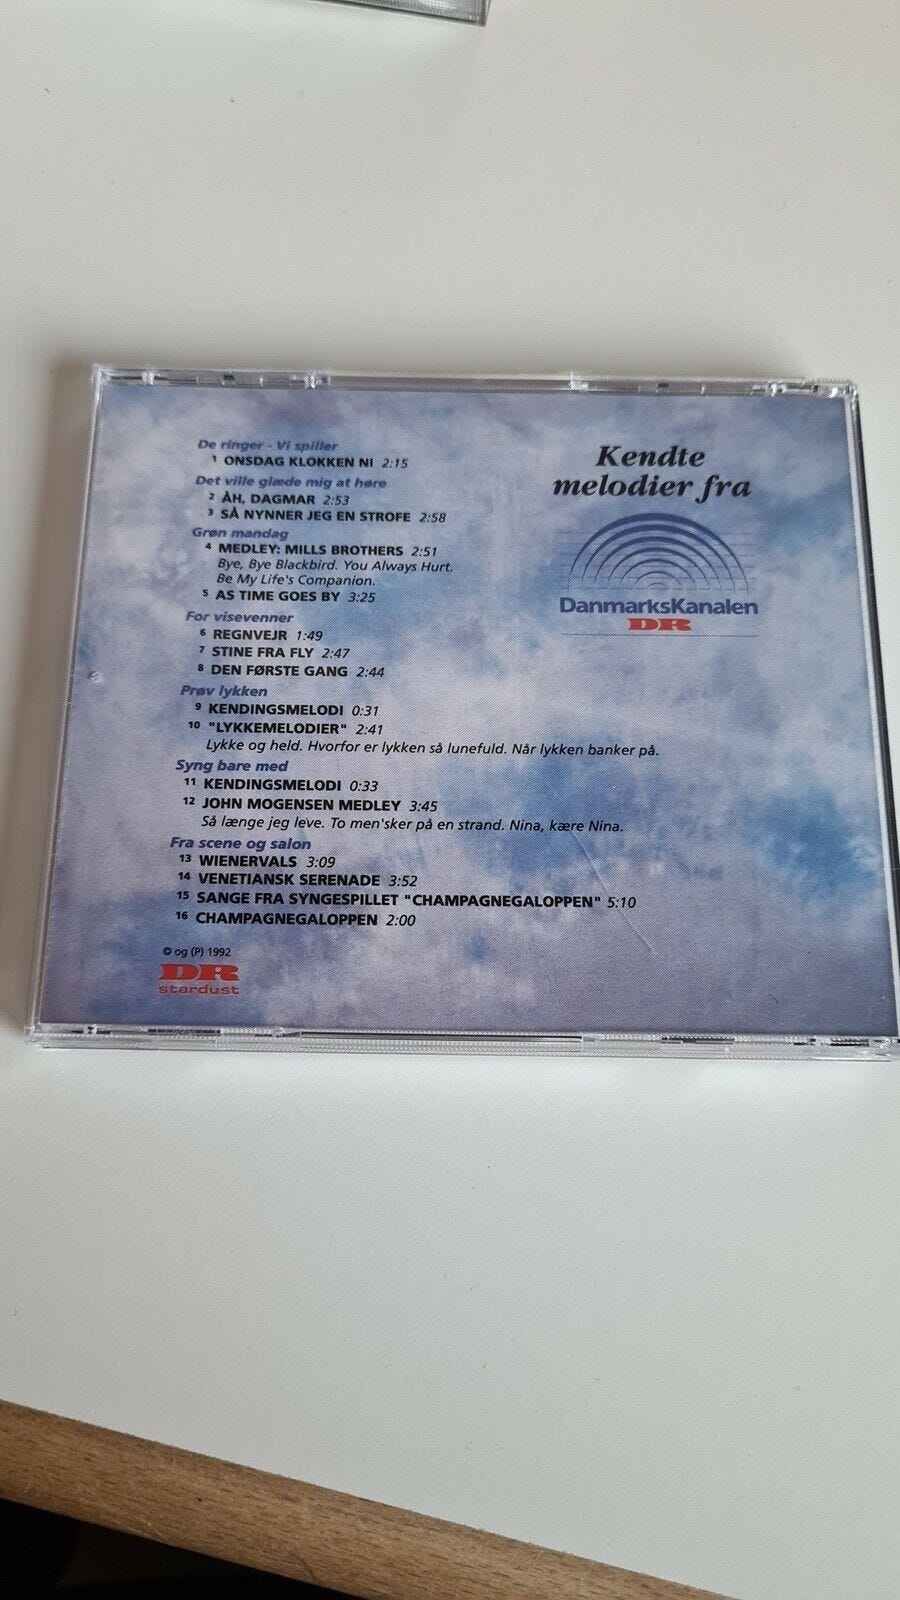 De ringer - Vi spiller
1 ONSDAG KLOKKEN NI 2:15
Det ville glæde mig at høre
2 ÅH, DAGMAR 2:53
3 SÅ NYNNER JEG EN STROFE 2:58
Grøn mandag
4 MEDLEY: MILLS BROTHERS 2:51
Bye, Bye Blackbird. You Always Hurt.
Be My Life's Companion.
5 AS TIME GOES BY 3:25
For visevenner
6 REGNVEJR 1:49
7 STINE FRA FLY 2:47
8 DEN FØRSTE GANG 2:44
Prøv lykken
9 KENDINGSMELODI 0:31
10 "LYKKEMELODIER" 2:41
Lykke og held. Hvorfor er lykken så lunefuld. Når lykken banker på.
Syng bare med
11 KENDINGSMELODI 0:33
12 JOHN MOGENSEN MEDLEY 3:45
Så længe jeg leve. To men'sker på en strand. Nina, kære Nina.
Fra scene og salon
13 WIENERVALS 3:09
14 VENETIANSK SERENADE 3:52
15 SANGE FRA SYNGESPILLET "CHAMPAGNEGALOPPEN" 5:10
16 CHAMPAGNEGALOPPEN 2:00
© og (P) 1992
DR
stardust
Kendte
melodier fra
DanmarksKanalen
DR